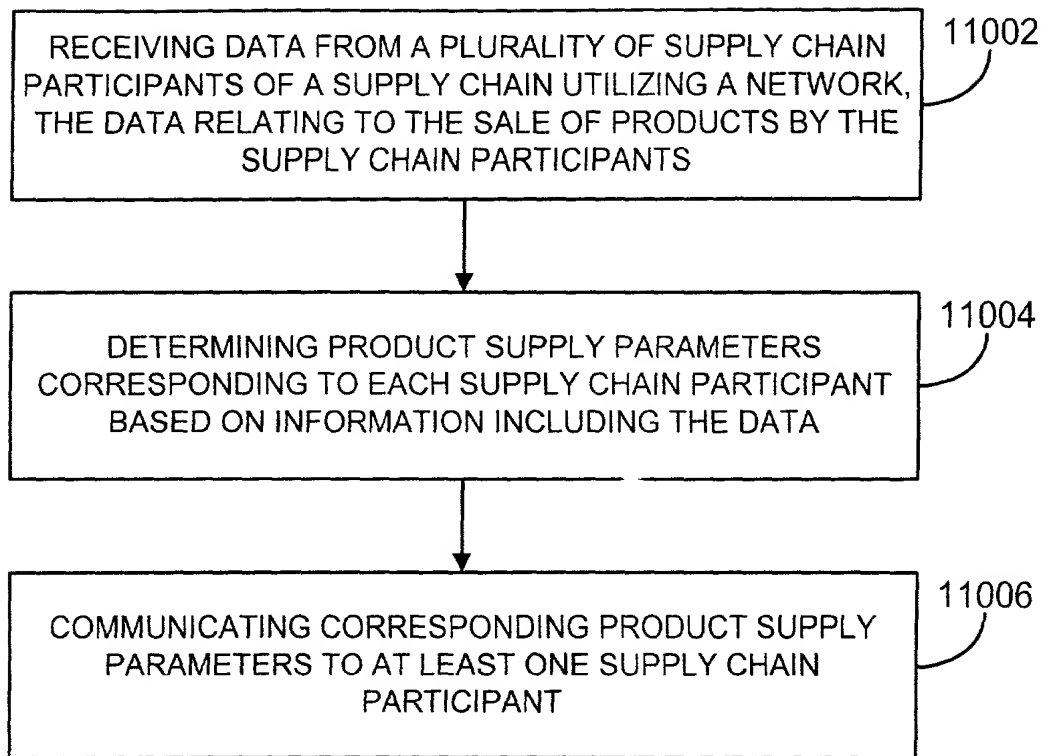 RECEIVING DATA FROM A PLURALITY OF SUPPLY CHAIN
PARTICIPANTS OF A SUPPLY CHAIN UTILIZING A NETWORK,
THE DATA RELATING TO THE SALE OF PRODUCTS BY THE
SUPPLY CHAIN PARTICIPANTS
11002
DETERMINING PRODUCT SUPPLY PARAMETERS
CORRESPONDING TO EACH SUPPLY CHAIN PARTICIPANT
BASED ON INFORMATION INCLUDING THE DATA
11004
COMMUNICATING CORRESPONDING PRODUCT SUPPLY
PARAMETERS TO AT LEAST ONE SUPPLY CHAIN
PARTICIPANT
11006